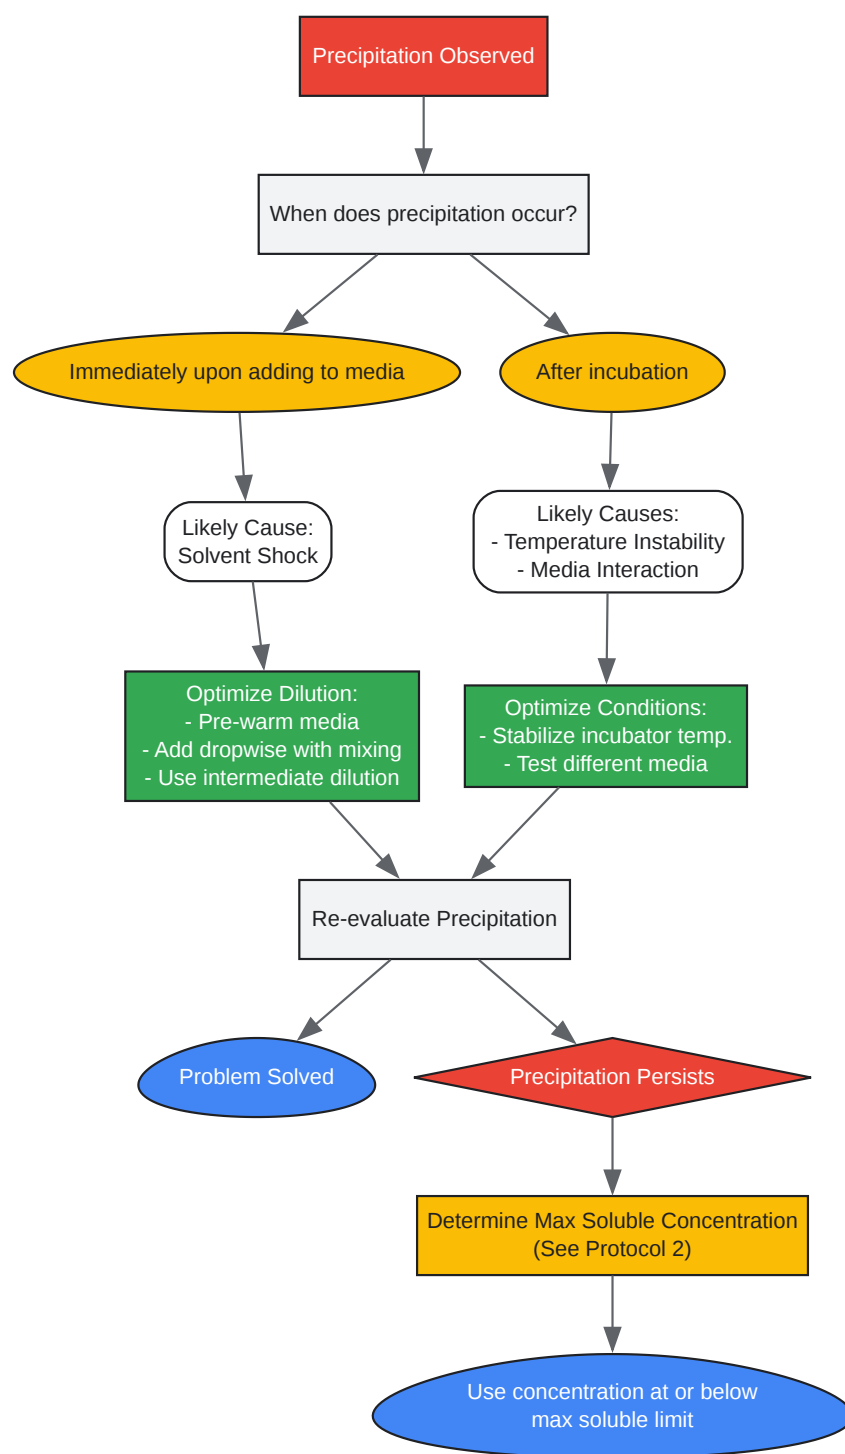 Precipitation Observed
When does precipitation occur?
Immediately upon adding to media
After incubation
Likely Cause:
Solvent Shock
Likely Causes:
- Temperature Instability
- Media Interaction
Optimize Dilution:
- Pre-warm media
- Add dropwise with mixing
- Use intermediate dilution
Optimize Conditions:
- Stabilize incubator temp.
- Test different media
Re-evaluate Precipitation
Problem Solved
Precipitation Persists
Determine Max Soluble Concentration
(See Protocol 2)
Use concentration at or below
max soluble limit